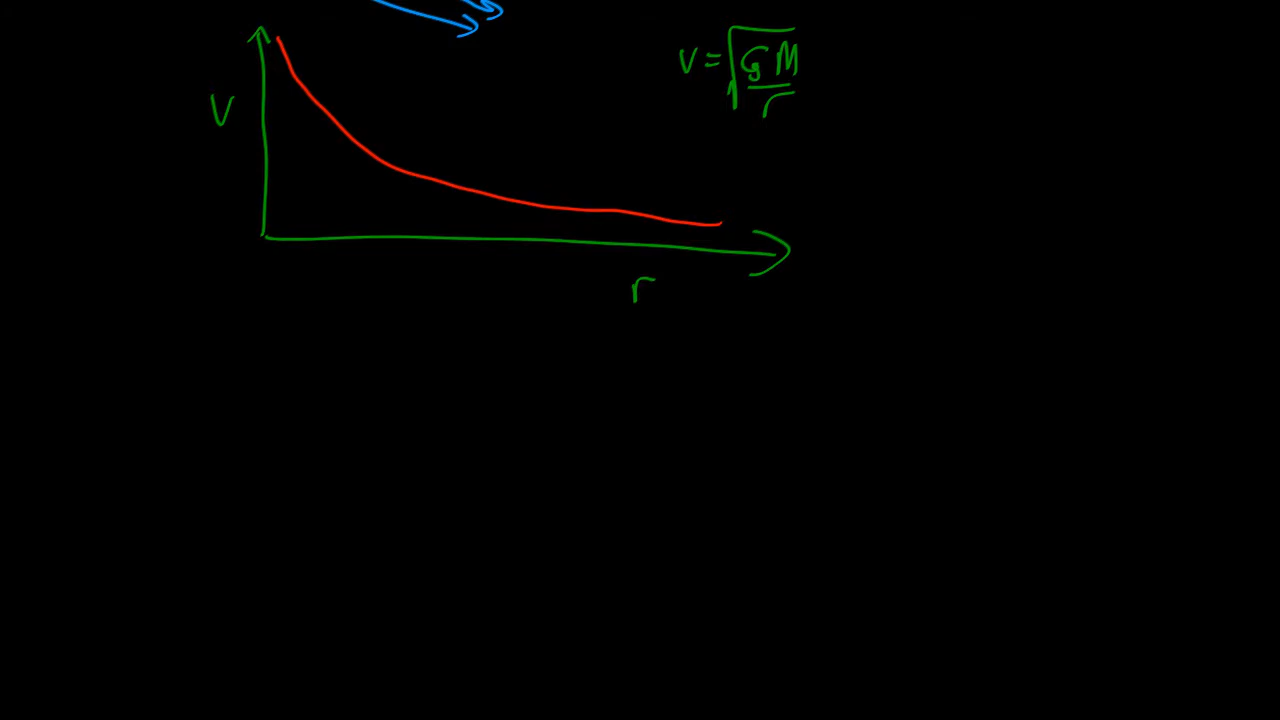 V
v = √(GM/r)
r